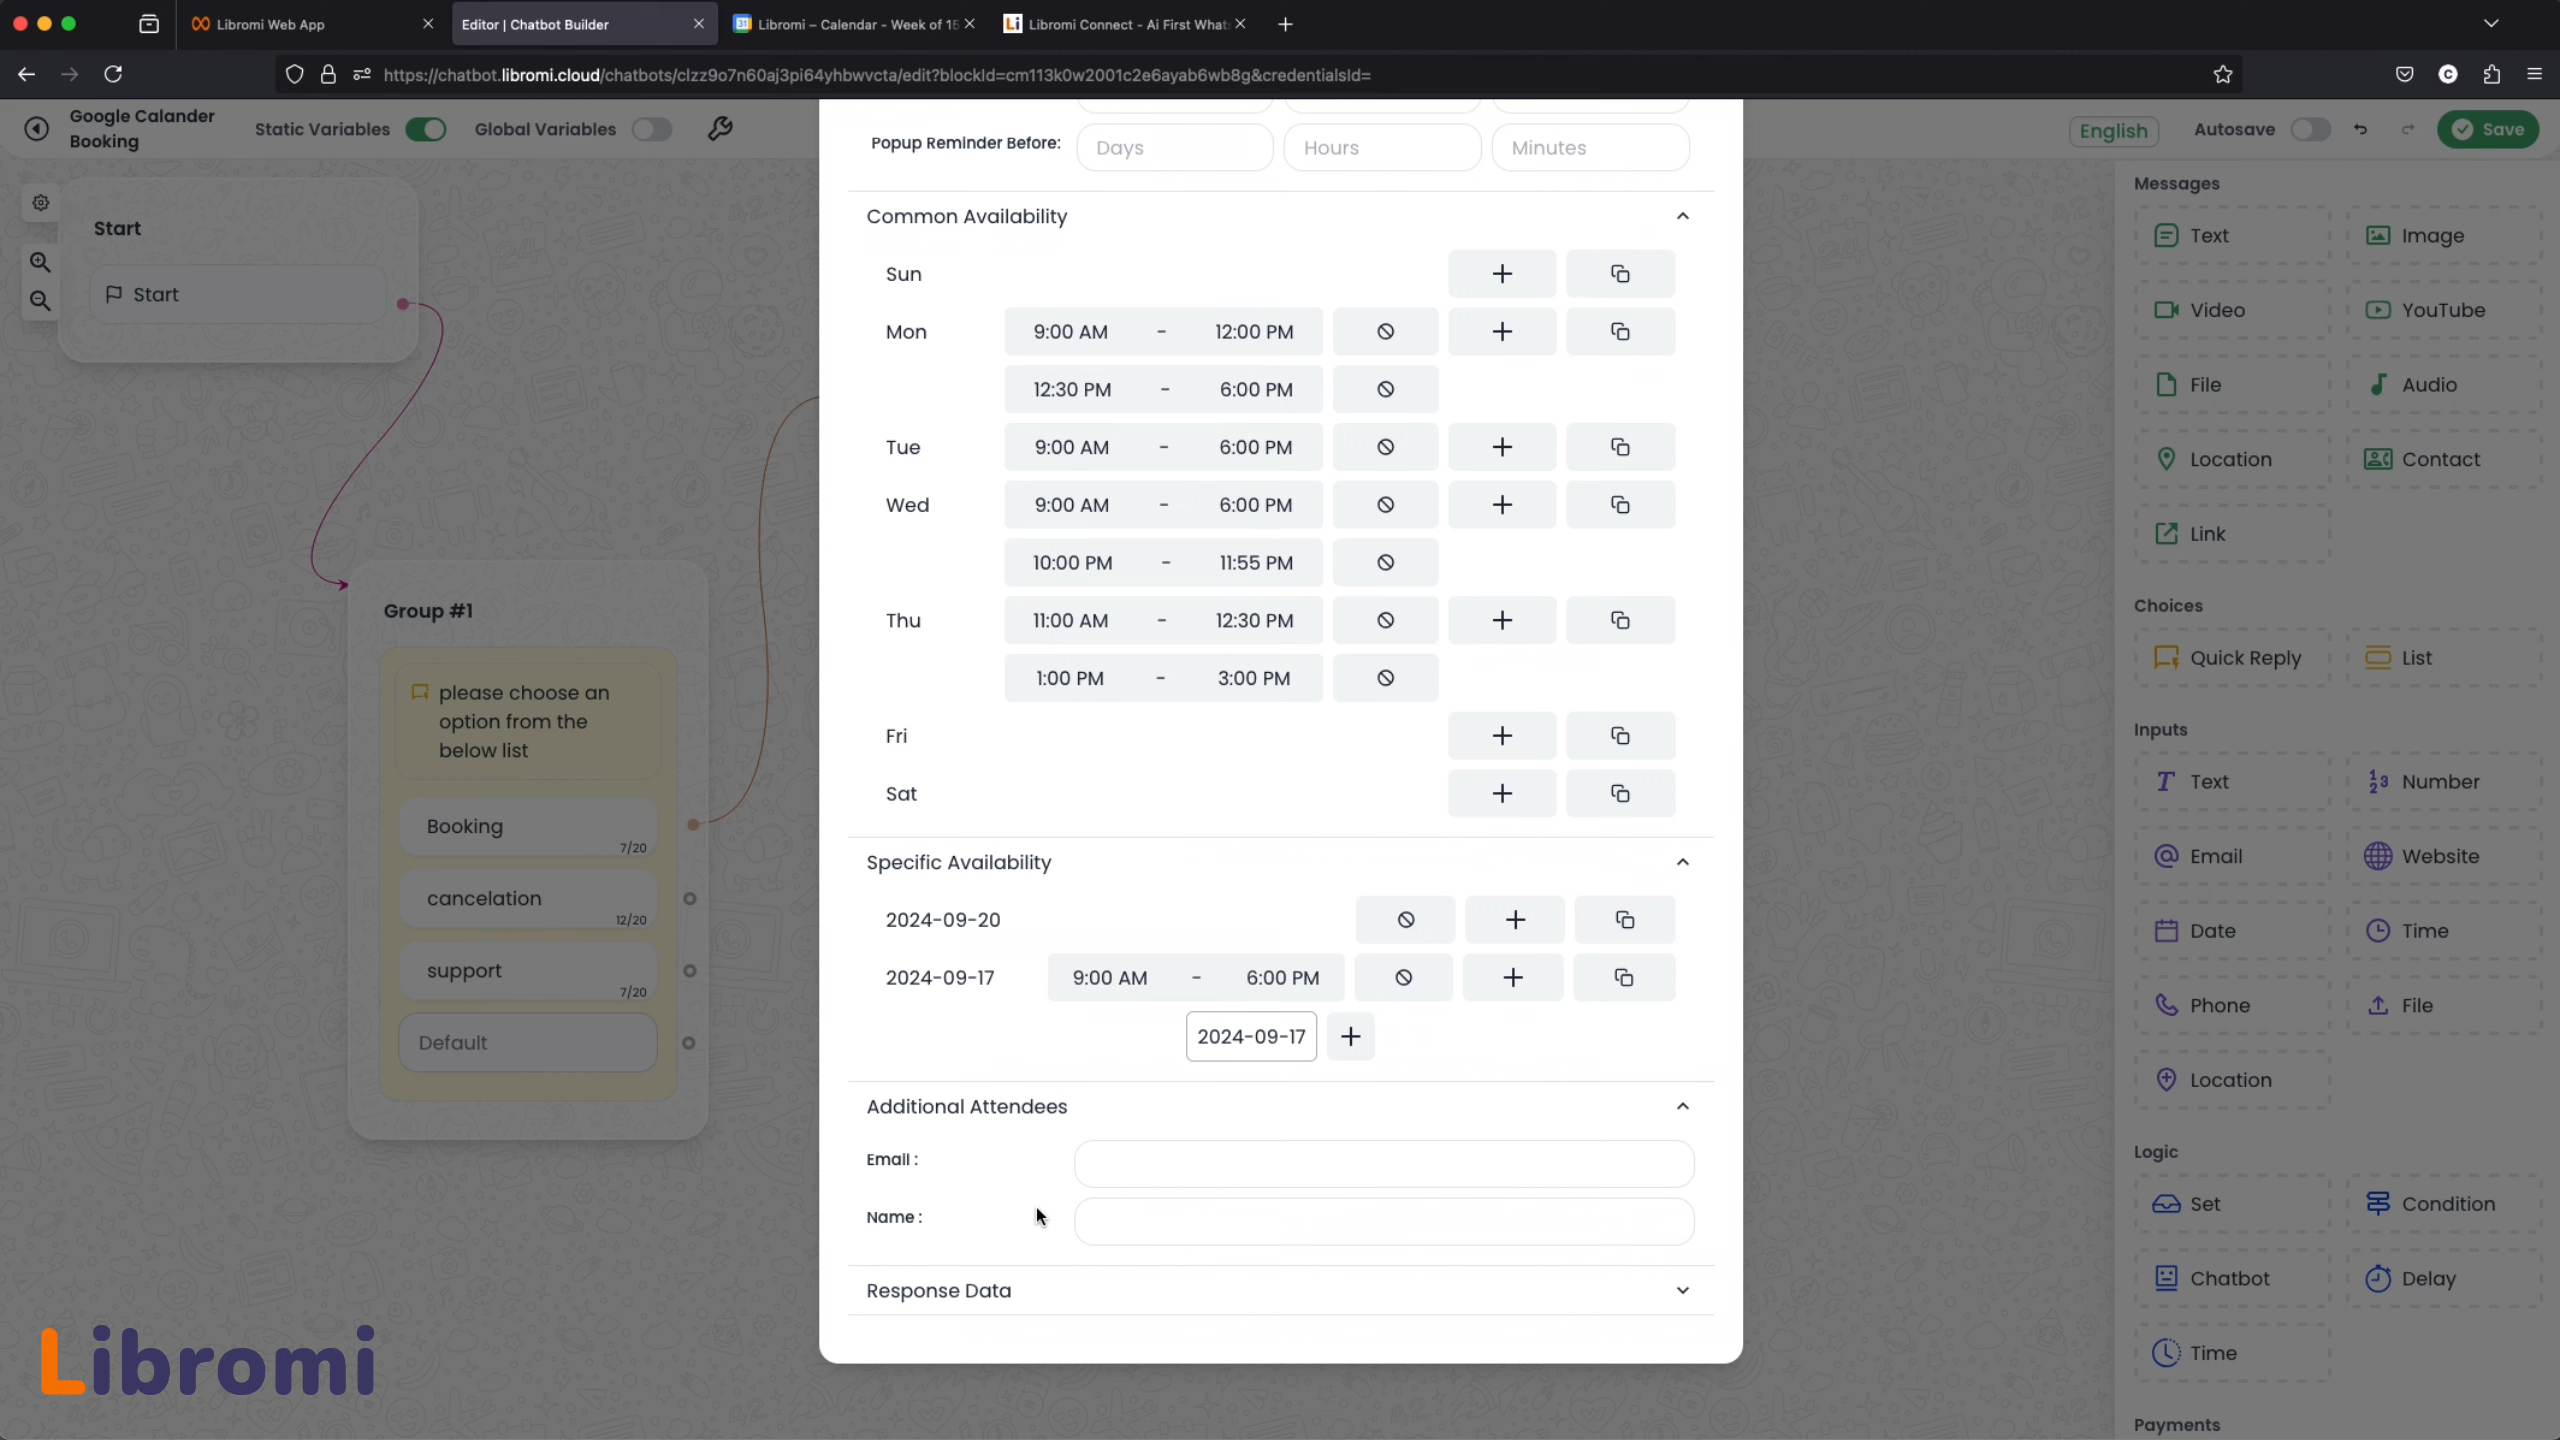 Libromi Web App
Editor | Chatbot Builder
Libromi – Calendar - Week of 15
Libromi Connect - Ai First What
https://chatbot.libromi.cloud/chatbots/clzz9o7n60aj3pi64yhbwvcta/edit?blockId=cm113k0w2001c2e6ayab6wb8g&credentialsId=
Google Calander
Booking
Static Variables
Global Variables
English
Autosave
Save
Start
Start
Group #1
please choose an
option from the
below list
Booking
7/20
cancelation
12/20
support
7/20
Default
Popup Reminder Before:
Days
Hours
Minutes
Common Availability
Sun
Mon
9:00 AM - 12:00 PM
12:30 PM - 6:00 PM
Tue
9:00 AM - 6:00 PM
Wed
9:00 AM - 6:00 PM
10:00 PM - 11:55 PM
Thu
11:00 AM - 12:30 PM
1:00 PM - 3:00 PM
Fri
Sat
Specific Availability
2024-09-20
2024-09-17
9:00 AM - 6:00 PM
2024-09-17
Additional Attendees
Email :
Name :
Response Data
Messages
Text
Image
Video
YouTube
File
Audio
Location
Contact
Link
Choices
Quick Reply
List
Inputs
Text
Number
Email
Website
Date
Time
Phone
File
Location
Logic
Set
Condition
Chatbot
Delay
Time
Payments
Libromi